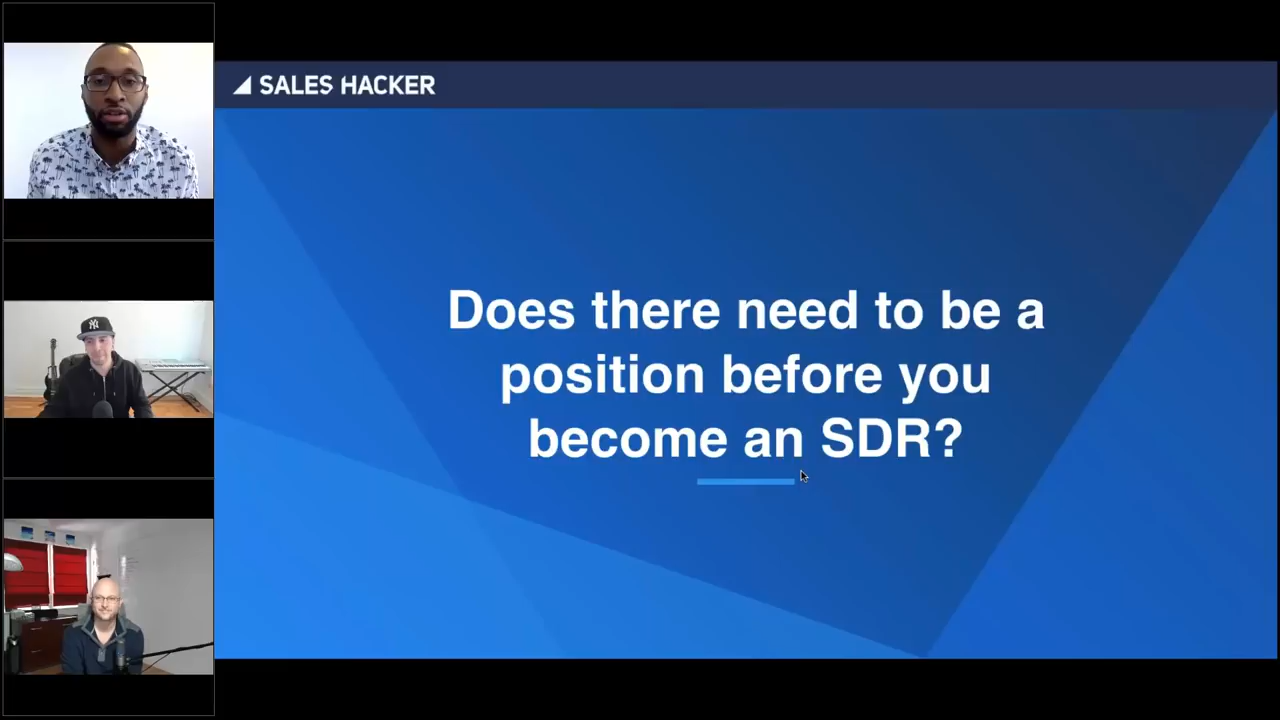 SALES HACKER
Does there need to be a
position before you
become an SDR?